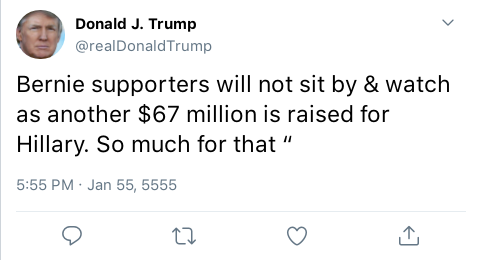 Donald J. Trump
@realDonaldTrump
Bernie supporters will not sit by & watch
as another $67 million is raised for
Hillary. So much for that “
5:55 PM · Jan 55, 5555